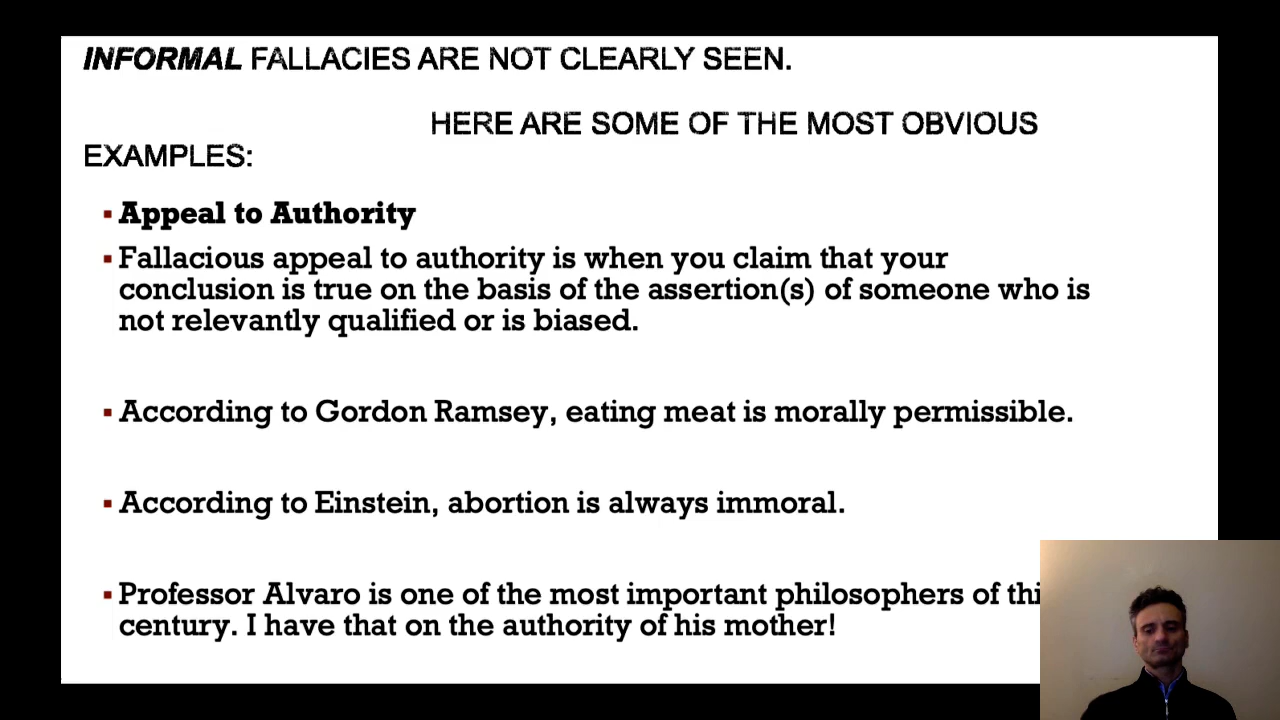 INFORMAL FALLACIES ARE NOT CLEARLY SEEN.
HERE ARE SOME OF THE MOST OBVIOUS
EXAMPLES:
▪ Appeal to Authority
▪ Fallacious appeal to authority is when you claim that your
conclusion is true on the basis of the assertion(s) of someone who is
not relevantly qualified or is biased.
▪ According to Gordon Ramsey, eating meat is morally permissible.
▪ According to Einstein, abortion is always immoral.
▪ Professor Alvaro is one of the most important philosophers of thi
century. I have that on the authority of his mother!